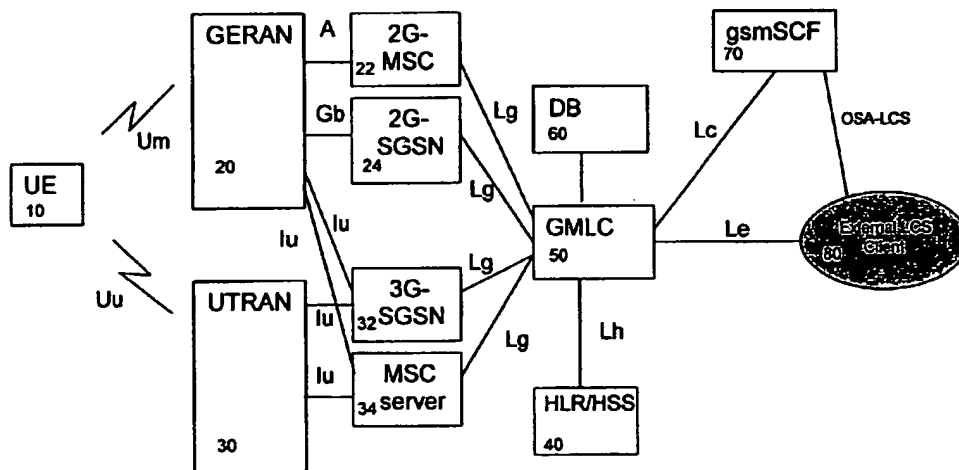 UE
10
Um
Uu
GERAN
20
Iu
Iu
UTRAN
30
A
Gb
Iu
Iu
2G-
MSC
22
2G-
SGSN
24
3G-
SGSN
32
MSC
server
34
Lg
Lg
Lg
Lg
DB
60
GMLC
50
Lh
HLR/HSS
40
Lc
Le
gsmSCF
70
OSA-LCS
External LCS
Client
80